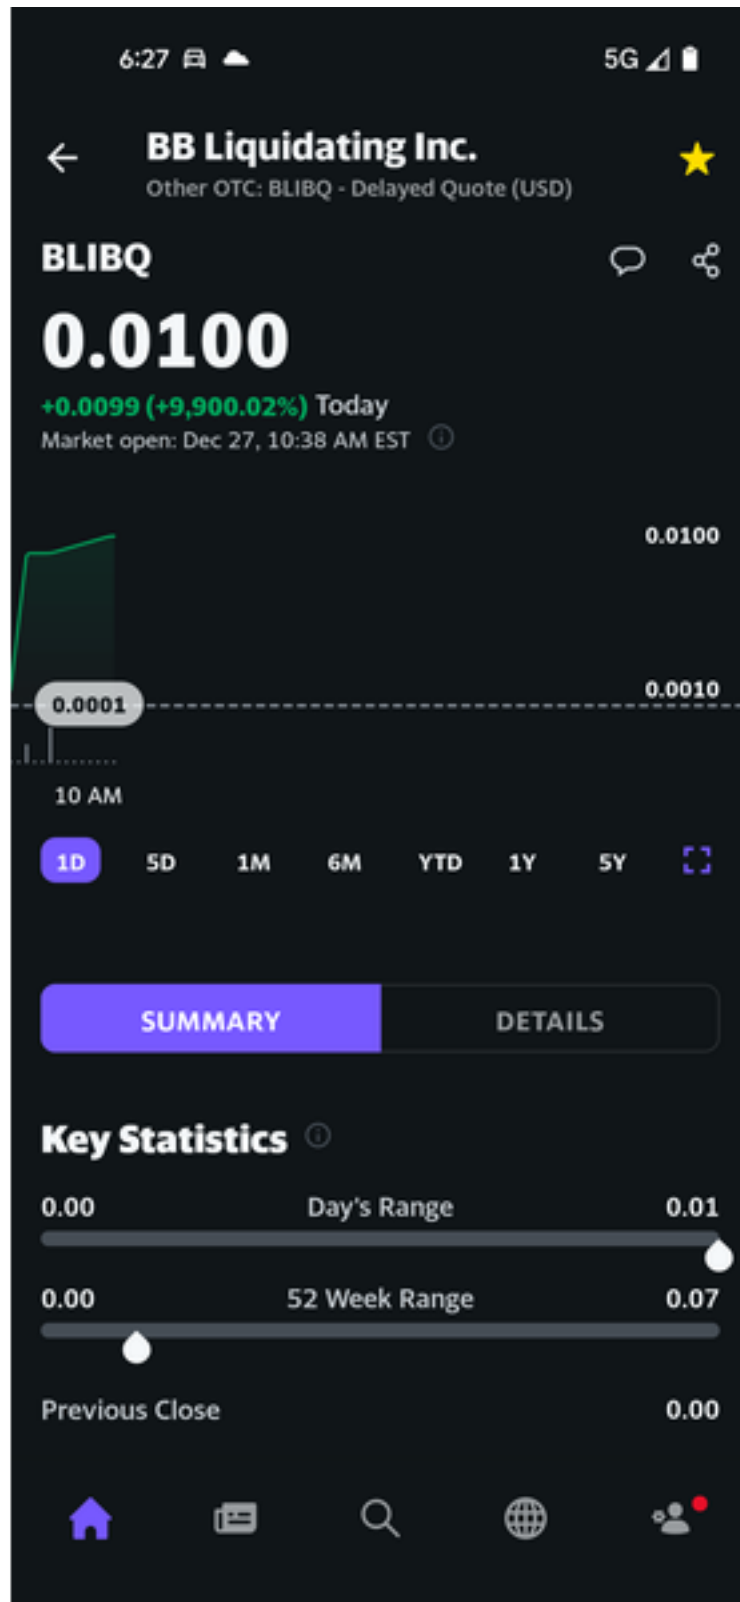 6:27
5G
BB Liquidating Inc.
Other OTC: BLIBQ - Delayed Quote (USD)
BLIBQ
0.0100
+0.0099 (+9,900.02%) Today
Market open: Dec 27, 10:38 AM EST
0.0100
0.0010
0.0001
10 AM
1D 5D 1M 6M YTD 1Y 5Y
SUMMARY DETAILS
Key Statistics
0.00 Day's Range 0.01
0.00 52 Week Range 0.07
Previous Close 0.00